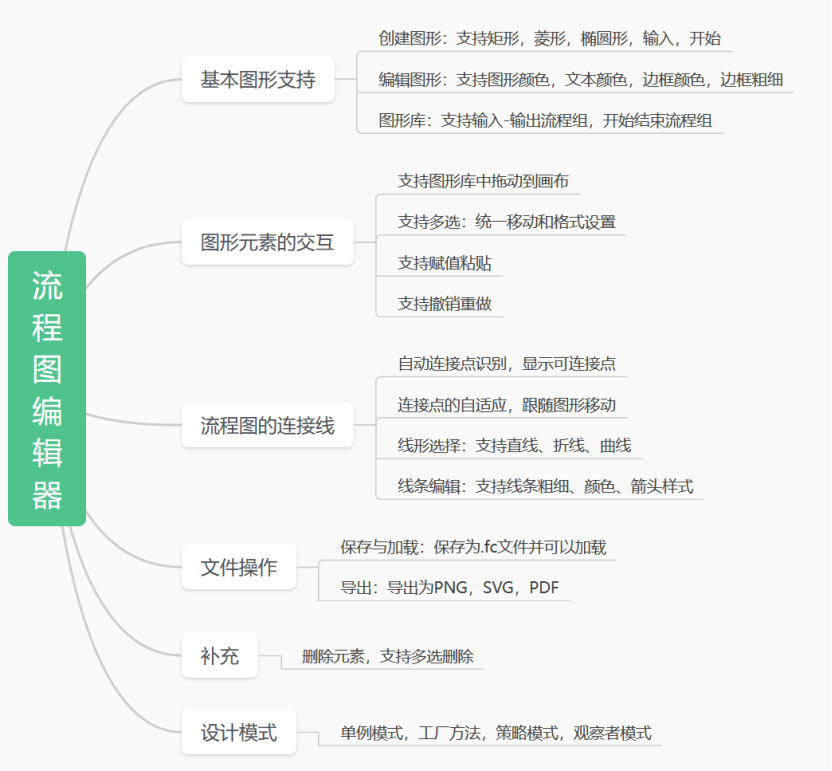 流程图编辑器
基本图形支持
创建图形：支持矩形，菱形，椭圆形，输入，开始
编辑图形：支持图形颜色，文本颜色，边框颜色，边框粗细
图形库：支持输入-输出流程组，开始结束流程组
图形元素的交互
支持图形库中拖动到画布
支持多选：统一移动和格式设置
支持赋值粘贴
支持撤销重做
流程图的连接线
自动连接点识别，显示可连接点
连接点的自适应，跟随图形移动
线形选择：支持直线、折线、曲线
线条编辑：支持线条粗细、颜色、箭头样式
文件操作
保存与加载：保存为.fc文件并可以加载
导出：导出为PNG，SVG，PDF
补充
删除元素，支持多选删除
设计模式
单例模式，工厂方法，策略模式，观察者模式